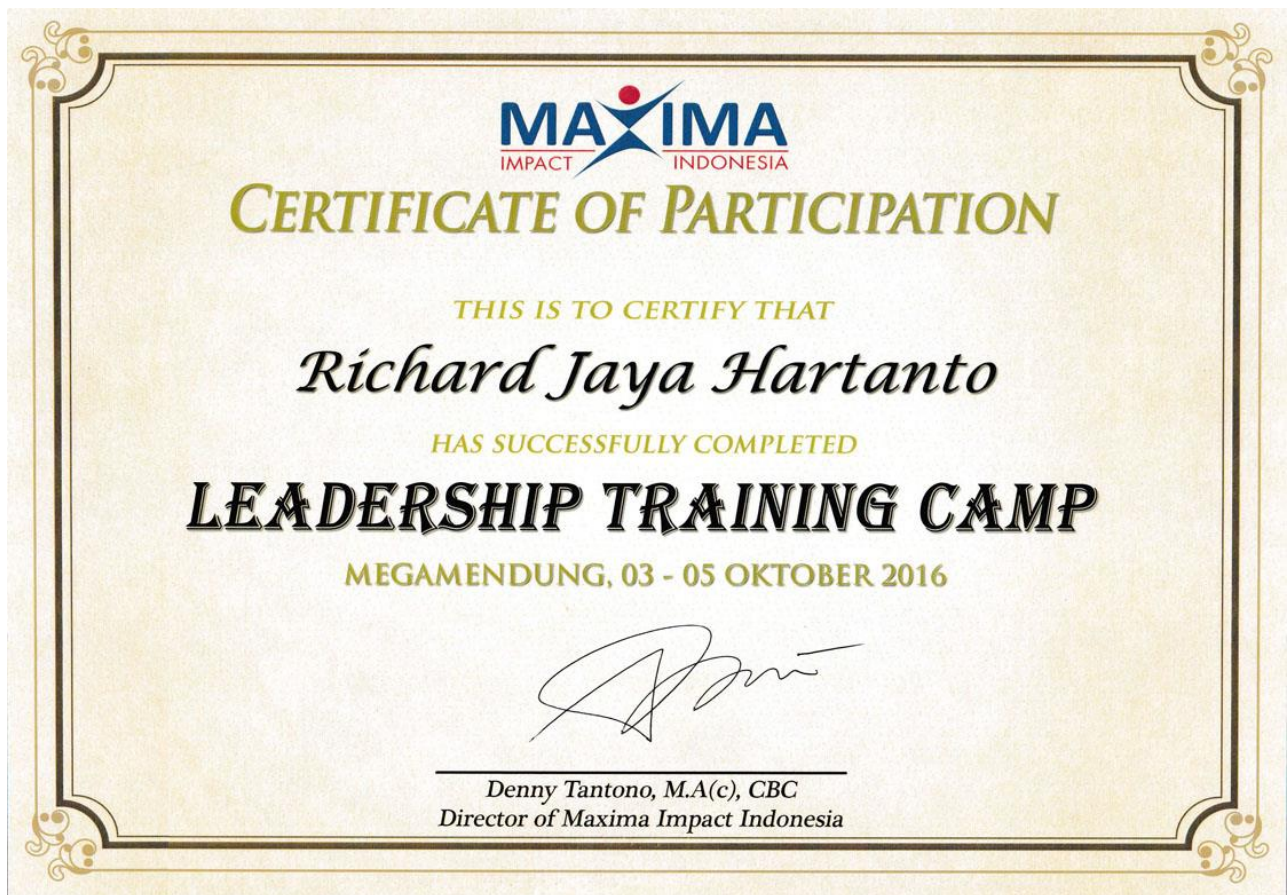 MAXIMA
IMPACT INDONESIA
CERTIFICATE OF PARTICIPATION
THIS IS TO CERTIFY THAT
Richard Jaya Hartanto
HAS SUCCESSFULLY COMPLETED
LEADERSHIP TRAINING CAMP
MEGAMENDUNG, 03 - 05 OKTOBER 2016
Denny Tantono, M.A(c), CBC
Director of Maxima Impact Indonesia